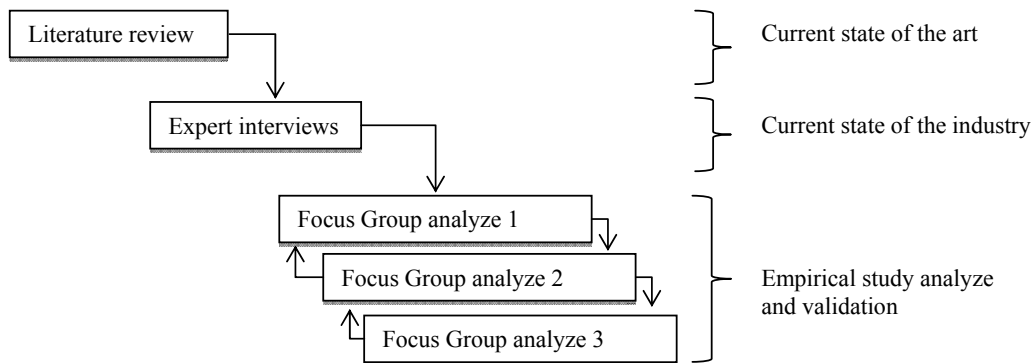 Literature review
Current state of the art
Expert interviews
Current state of the industry
Focus Group analyze 1
Focus Group analyze 2
Focus Group analyze 3
Empirical study analyze
and validation